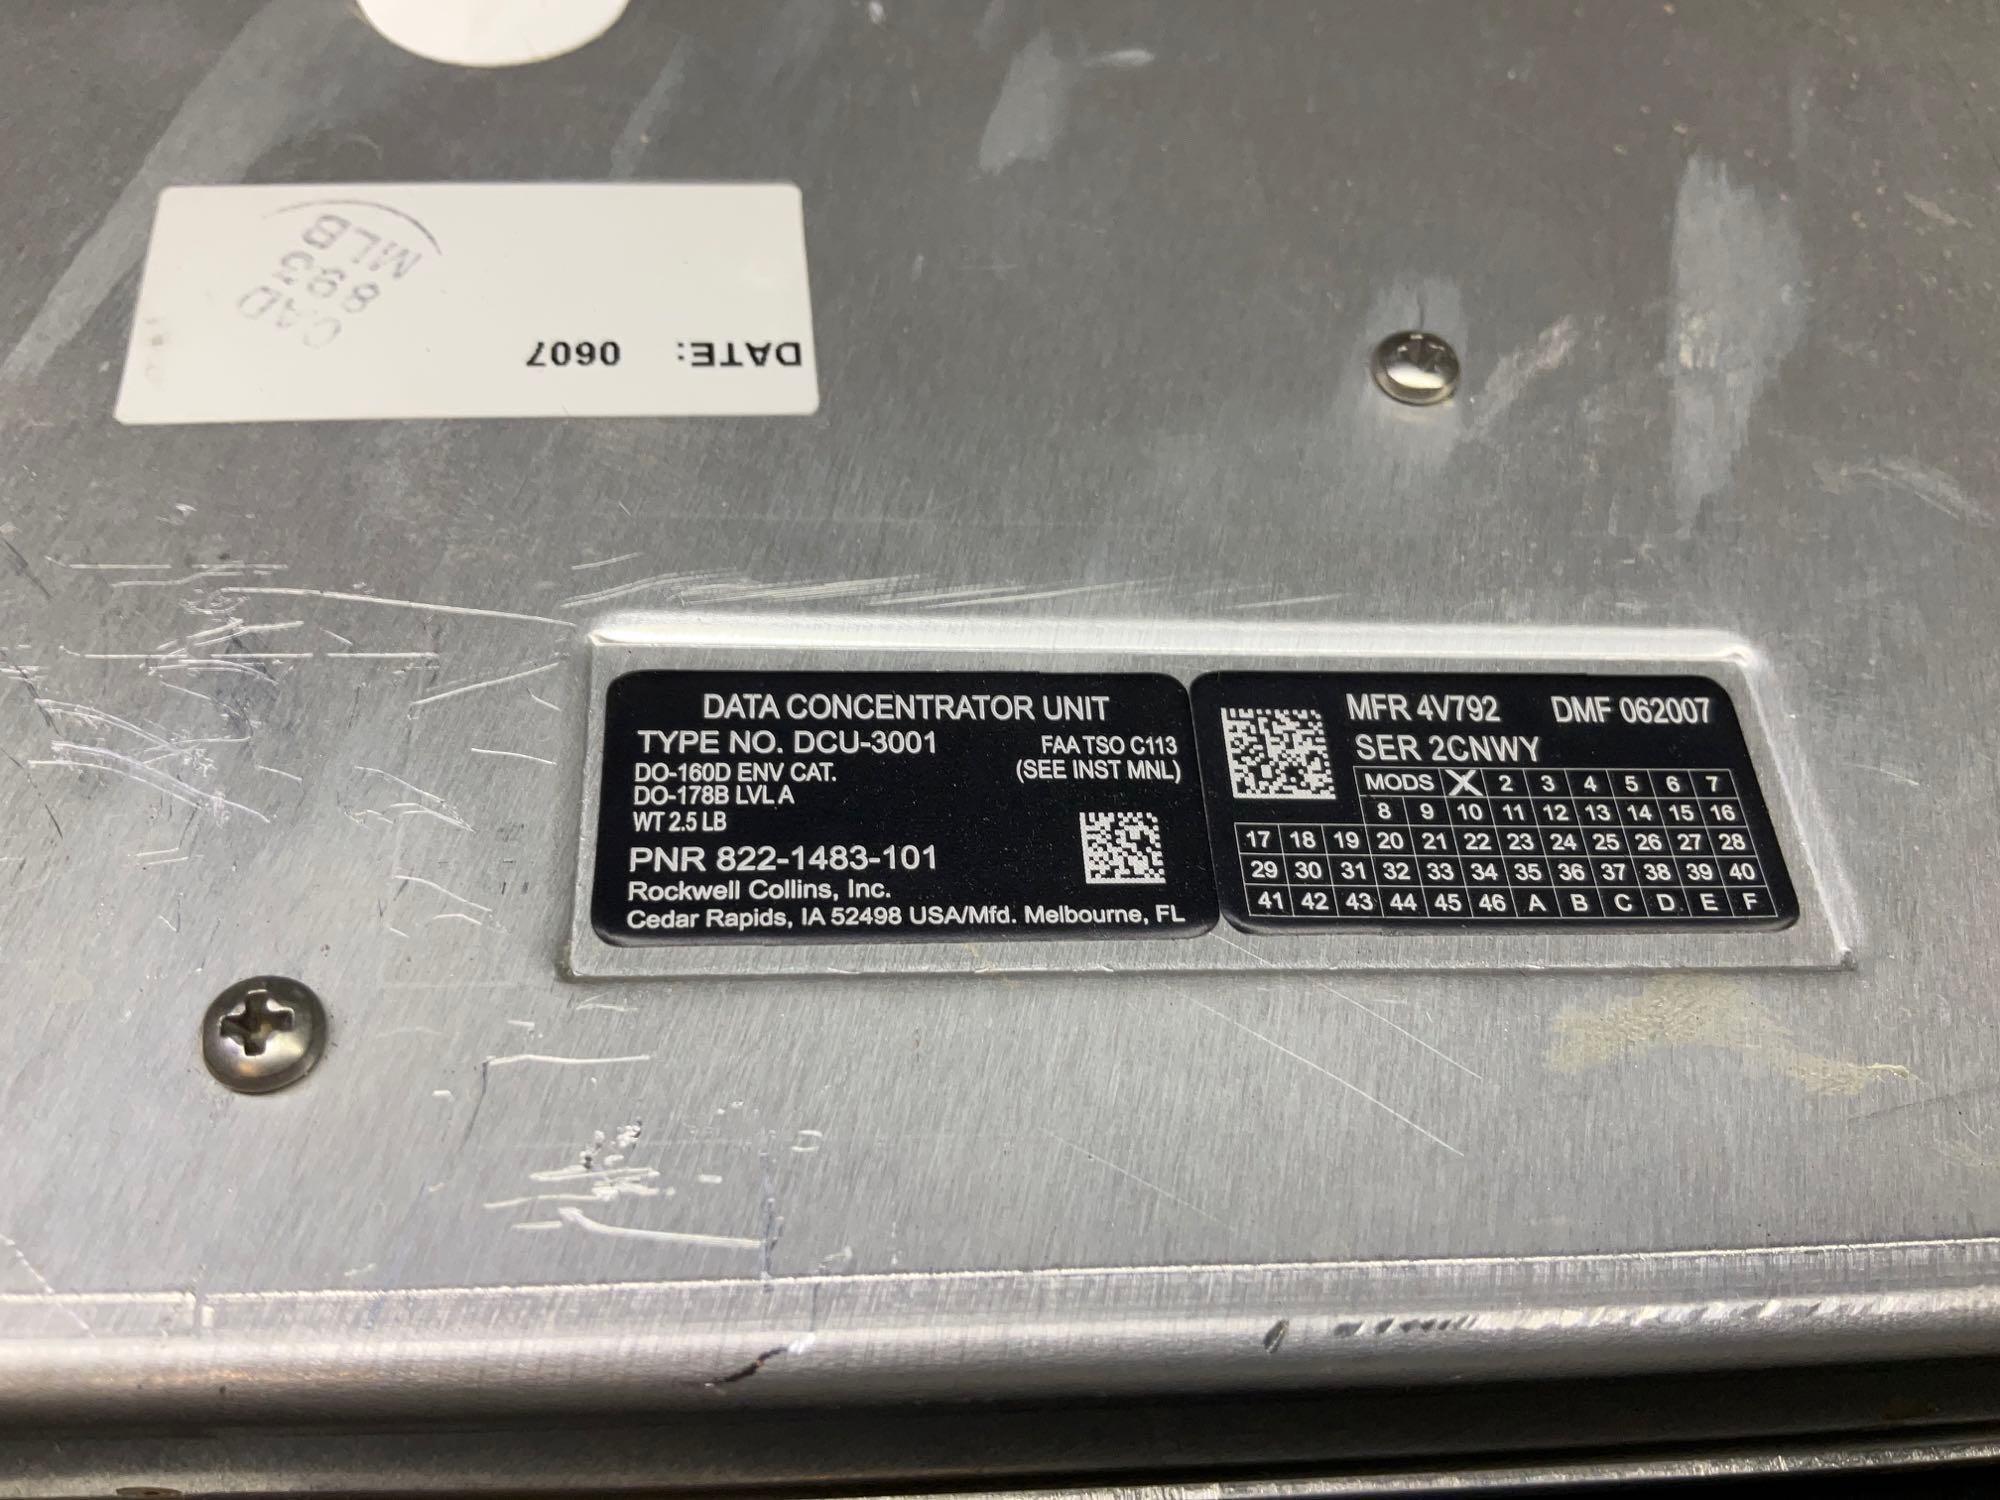 CAD
893
MLB
DATE: 0607
DATA CONCENTRATOR UNIT
TYPE NO. DCU-3001
FAA TSO C113
DO-160D ENV CAT.
(SEE INST MNL)
DO-178B LVL A
WT 2.5 LB
PNR 822-1483-101
Rockwell Collins, Inc.
Cedar Rapids, IA 52498 USA/Mfd. Melbourne, FL
MFR 4V792 DMF 062007
SER 2CNWY
MODS X 2 3 4 5 6 7
8 9 10 11 12 13 14 15 16
17 18 19 20 21 22 23 24 25 26 27 28
29 30 31 32 33 34 35 36 37 38 39 40
41 42 43 44 45 46 A B C D E F